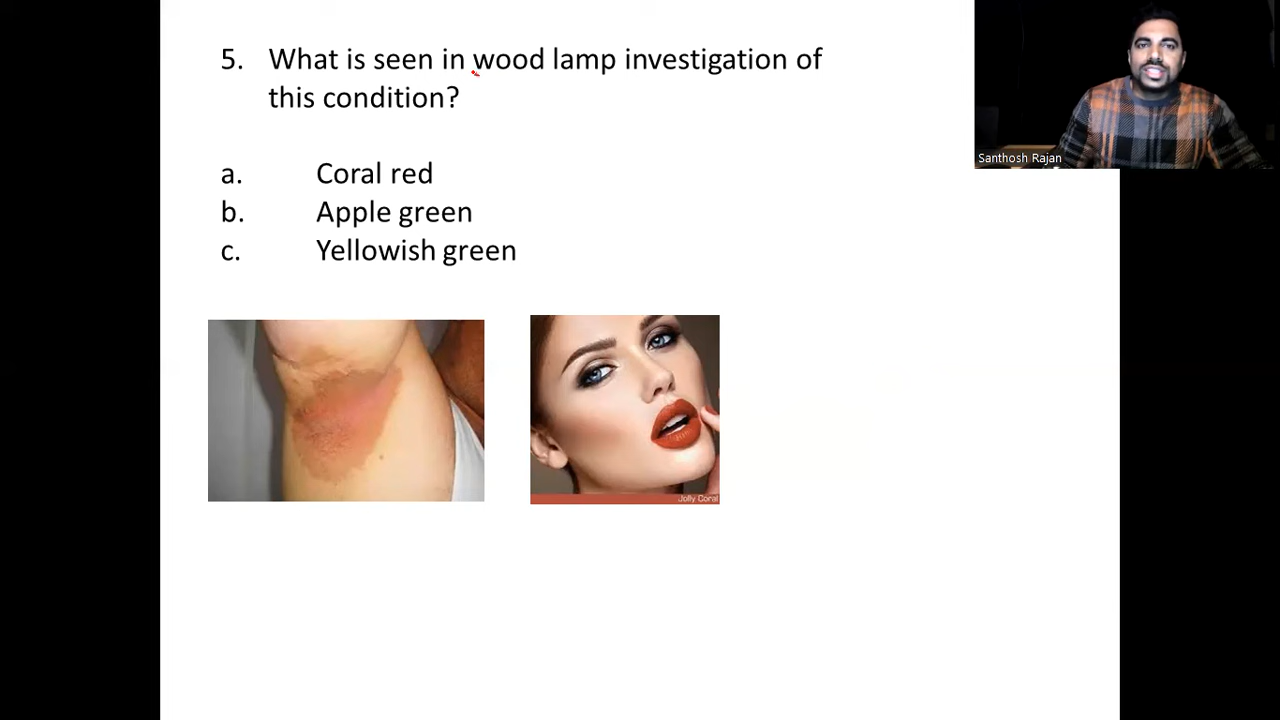 5. What is seen in wood lamp investigation of
this condition?
a. Coral red
b. Apple green
c. Yellowish green
Jolly Coral
Santhosh Rajan